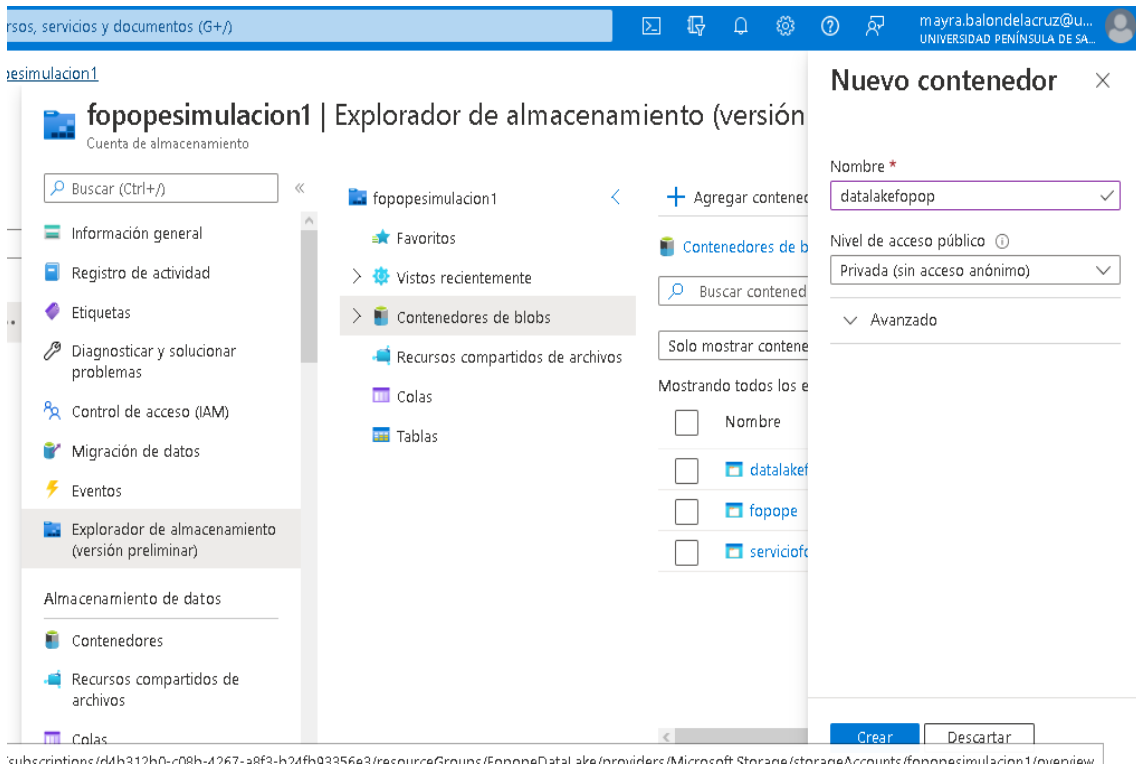 rsos, servicios y documentos (G+/)
mayra.balondelacruz@u...
UNIVERSIDAD PENÍNSULA DE SA...
pesimulacion1
fopopesimulacion1 | Explorador de almacenamiento (versión
Cuenta de almacenamiento
Buscar (Ctrl+/)
Información general
Registro de actividad
Etiquetas
Diagnosticar y solucionar
problemas
Control de acceso (IAM)
Migración de datos
Eventos
Explorador de almacenamiento
(versión preliminar)
Almacenamiento de datos
Contenedores
Recursos compartidos de
archivos
Colas
fopopesimulacion1
Favoritos
Vistos recientemente
Contenedores de blobs
Recursos compartidos de archivos
Colas
Tablas
Agregar contened
Contenedores de b
Buscar contened
Solo mostrar contene
Mostrando todos los e
Nombre
datalakef
fopope
serviciofo
Nuevo contenedor
Nombre *
datalakefopop
Nivel de acceso público
Privada (sin acceso anónimo)
Avanzado
Crear
Descartar
/subscriptions/d4b312b0-c08b-4267-a8f3-b24fb93356e3/resourceGroups/FopopeDataLake/providers/Microsoft.Storage/storageAccounts/fopopesimulacion1/overview